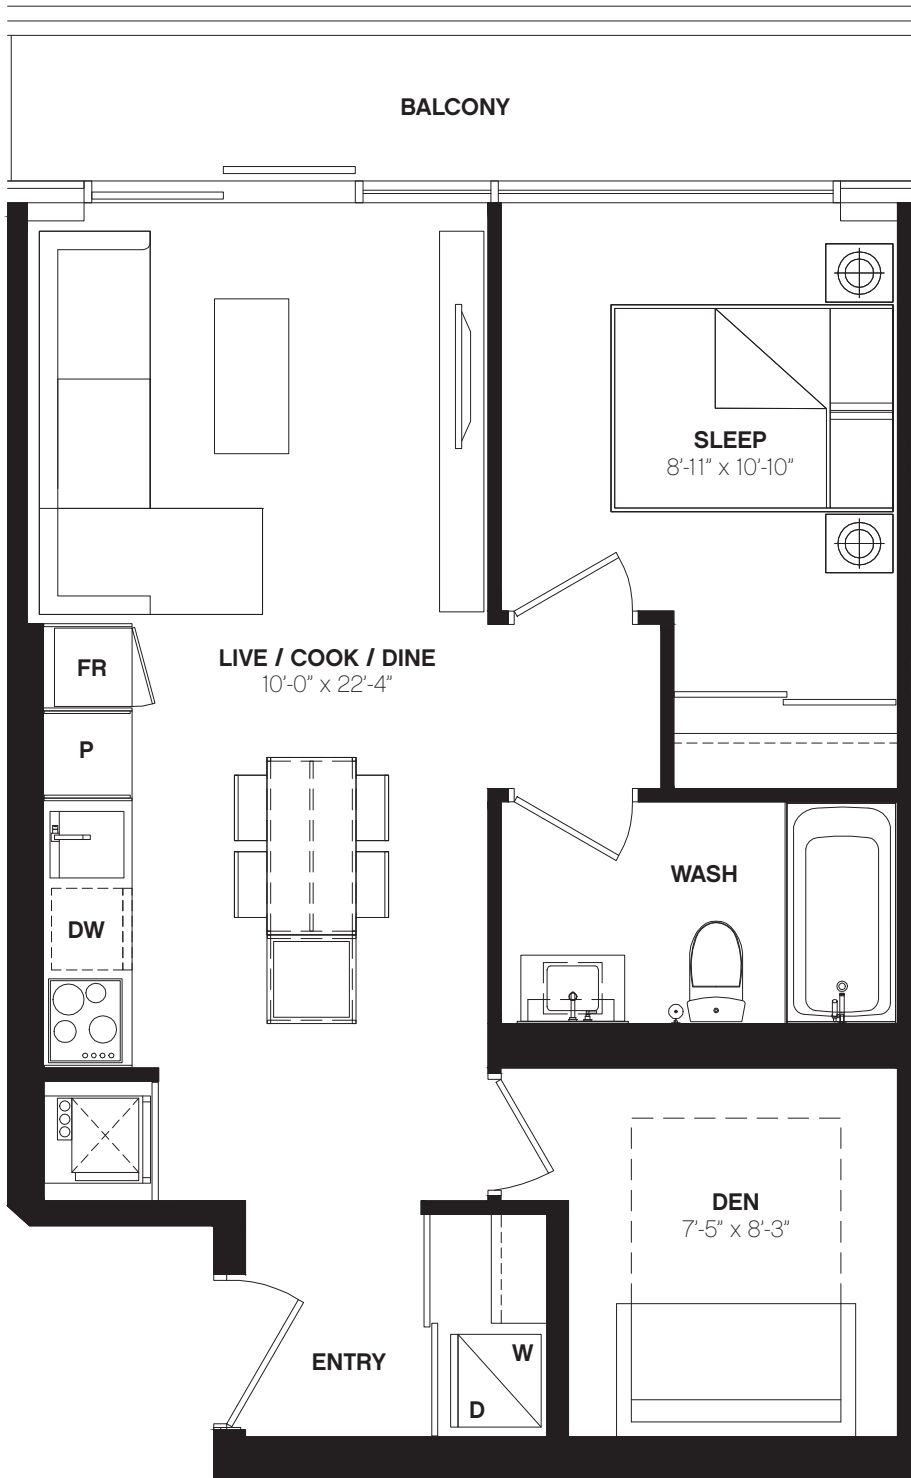 BALCONY
SLEEP
8'-11" x 10'-10"
FR
LIVE / COOK / DINE
10'-0" x 22'-4"
P
WASH
DW
DEN
7'-5" x 8'-3"
ENTRY
W
D